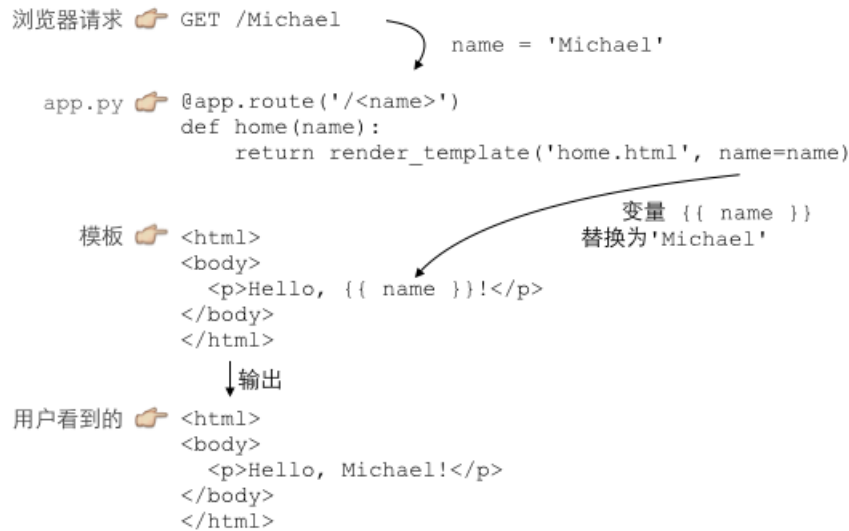 浏览器请求 👉 GET /Michael
name = 'Michael'
app.py 👉 @app.route('/<name>')
def home(name):
    return render_template('home.html', name=name)
变量 {{ name }}
替换为'Michael'
模板 👉 <html>
<body>
  <p>Hello, {{ name }}!</p>
</body>
</html>
输出
用户看到的 👉 <html>
<body>
  <p>Hello, Michael!</p>
</body>
</html>